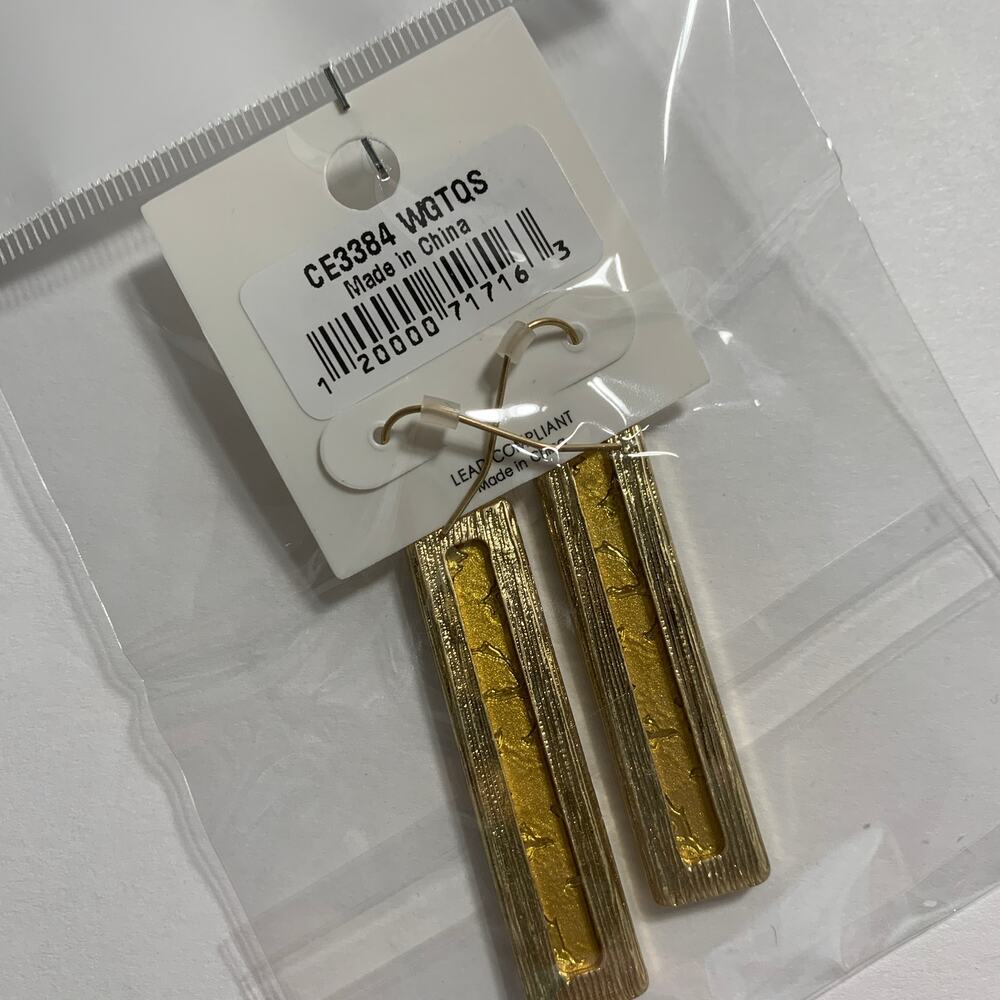 CE3384 WGTQS
Made in China
1 20000 71716 3
LEAD COMPLIANT
Made in